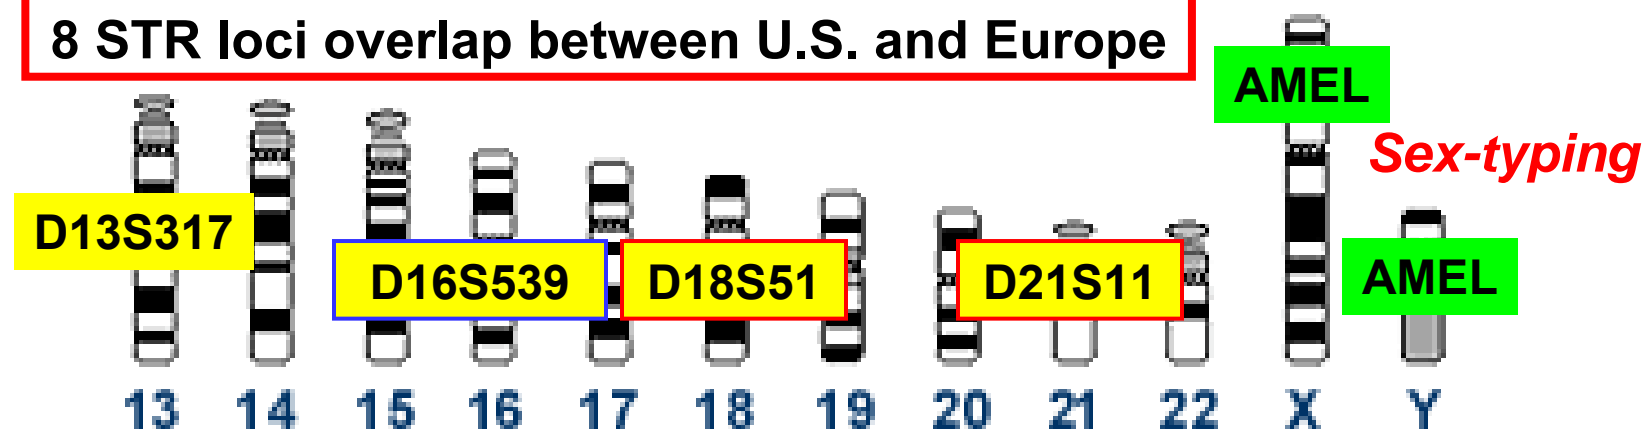 8 STR loci overlap between U.S. and Europe
AMEL
Sex-typing
D13S317
D16S539
D18S51
D21S11
AMEL
13 14 15 16 17 18 19 20 21 22 X Y